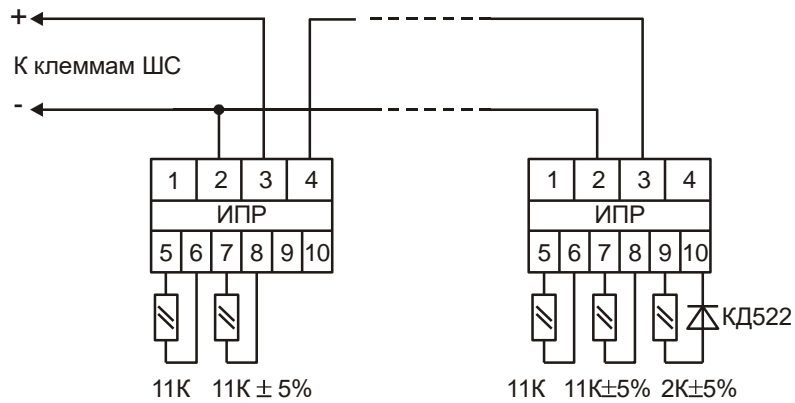 +
К клеммам ШС
-
1 2 3 4
ИПР
5 6 7 8 9 10
11К 11К ± 5%
1 2 3 4
ИПР
5 6 7 8 9 10
КД522
11К 11К±5% 2К±5%